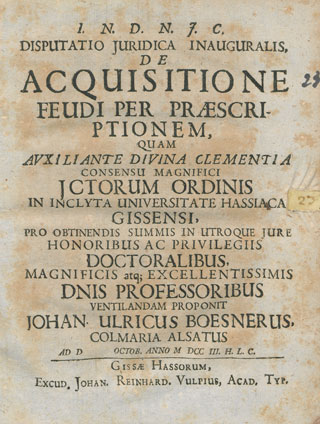 I. N. D. N. J. C.
DISPUTATIO JURIDICA INAUGURALIS,
DE
ACQUISITIONE
FEUDI PER PRÆSCRI-
PTIONEM,
QUAM
AVXILIANTE DIVINA CLEMENTIA
CONSENSU MAGNIFICI
JCTORUM ORDINIS
IN INCLYTA UNIVERSITATE HASSIACA
GISSENSI,
PRO OBTINENDIS SUMMIS IN UTROQUE JURE
HONORIBUS AC PRIVILEGIIS
DOCTORALIBUS,
MAGNIFICIS atq; EXCELLENTISSIMIS
DNIS PROFESSORIBUS
VENTILANDAM PROPONIT
JOHAN. ULRICUS BOESNERUS,
COLMARIA ALSATUS
AD D OCTOB. ANNO M DCC III. H. L. C.
GISSÆ HASSORUM,
EXCUD. JOHAN. REINHARD. VULPIUS, ACAD. TYP.